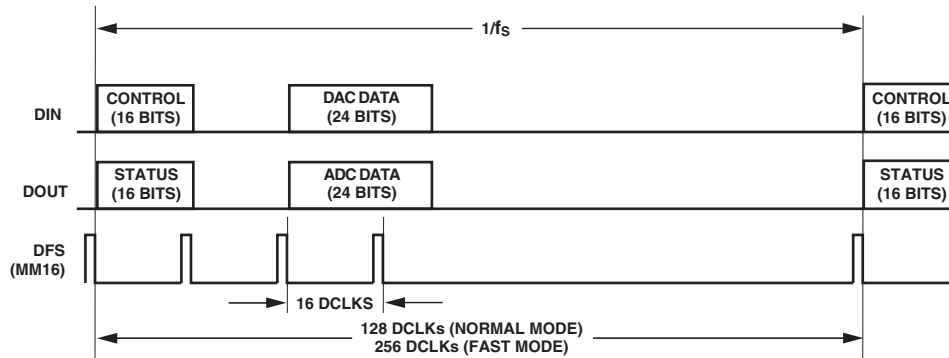 1/fS
DIN
CONTROL
(16 BITS)
DAC DATA
(24 BITS)
CONTROL
(16 BITS)
DOUT
STATUS
(16 BITS)
ADC DATA
(24 BITS)
STATUS
(16 BITS)
DFS
(MM16)
16 DCLKS
128 DCLKs (NORMAL MODE)
256 DCLKs (FAST MODE)